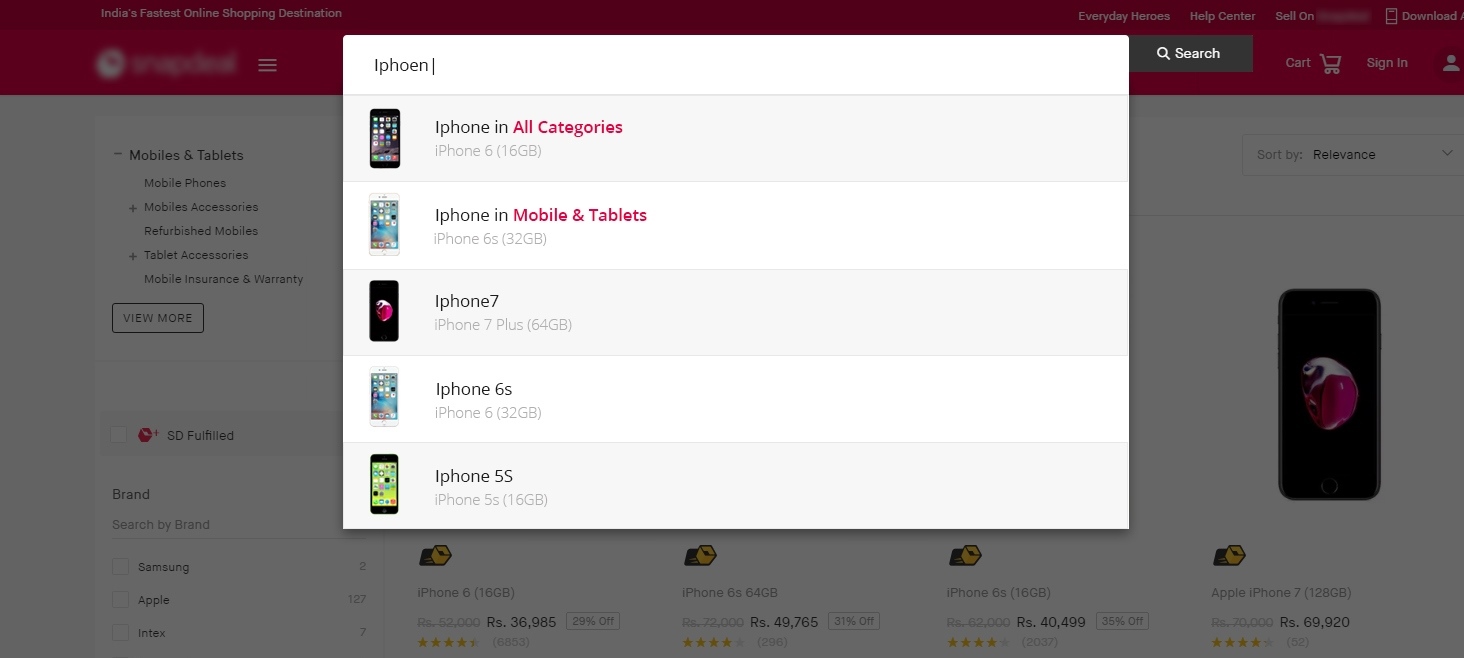 India's Fastest Online Shopping Destination
Everyday Heroes Help Center Sell On Snapdeal Download A
snapdeal
Iphoen
Search
Cart
Sign In
Iphone in All Categories
iPhone 6 (16GB)
Iphone in Mobile & Tablets
iPhone 6s (32GB)
Iphone7
iPhone 7 Plus (64GB)
Iphone 6s
iPhone 6 (32GB)
Iphone 5S
iPhone 5s (16GB)
Mobiles & Tablets
Mobile Phones
+ Mobiles Accessories
Refurbished Mobiles
+ Tablet Accessories
Mobile Insurance & Warranty
VIEW MORE
SD Fulfilled
Brand
Search by Brand
Samsung 2
Apple 127
Intex 7
Sort by: Relevance
iPhone 6 (16GB)
Rs. 52,000 Rs. 36,985 29% Off
(6853)
iPhone 6s 64GB
Rs. 72,000 Rs. 49,765 31% Off
(296)
iPhone 6s (16GB)
Rs. 62,000 Rs. 40,499 35% Off
(2037)
Apple iPhone 7 (128GB)
Rs. 70,000 Rs. 69,920
(52)